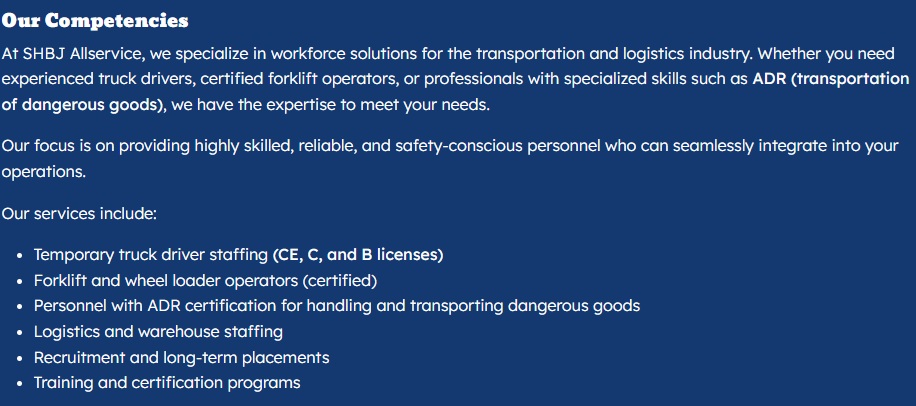 Our Competencies
At SHBJ Allservice, we specialize in workforce solutions for the transportation and logistics industry. Whether you need
experienced truck drivers, certified forklift operators, or professionals with specialized skills such as ADR (transportation
of dangerous goods), we have the expertise to meet your needs.
Our focus is on providing highly skilled, reliable, and safety-conscious personnel who can seamlessly integrate into your
operations.
Our services include:
• Temporary truck driver staffing (CE, C, and B licenses)
• Forklift and wheel loader operators (certified)
• Personnel with ADR certification for handling and transporting dangerous goods
• Logistics and warehouse staffing
• Recruitment and long-term placements
• Training and certification programs